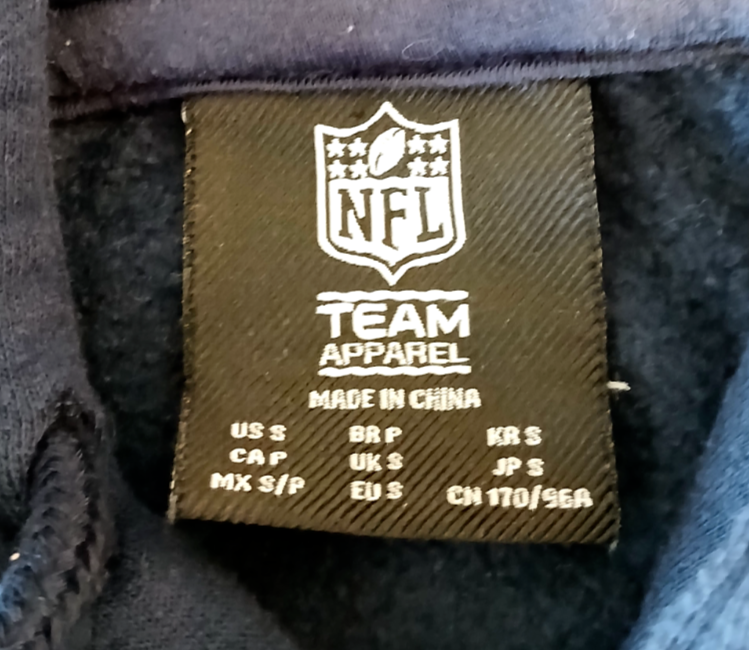 NFL
TEAM
APPAREL
MADE IN CHINA
US S BR P KR S
CA P UK S JP S
MX S/P EU S CN 170/96A